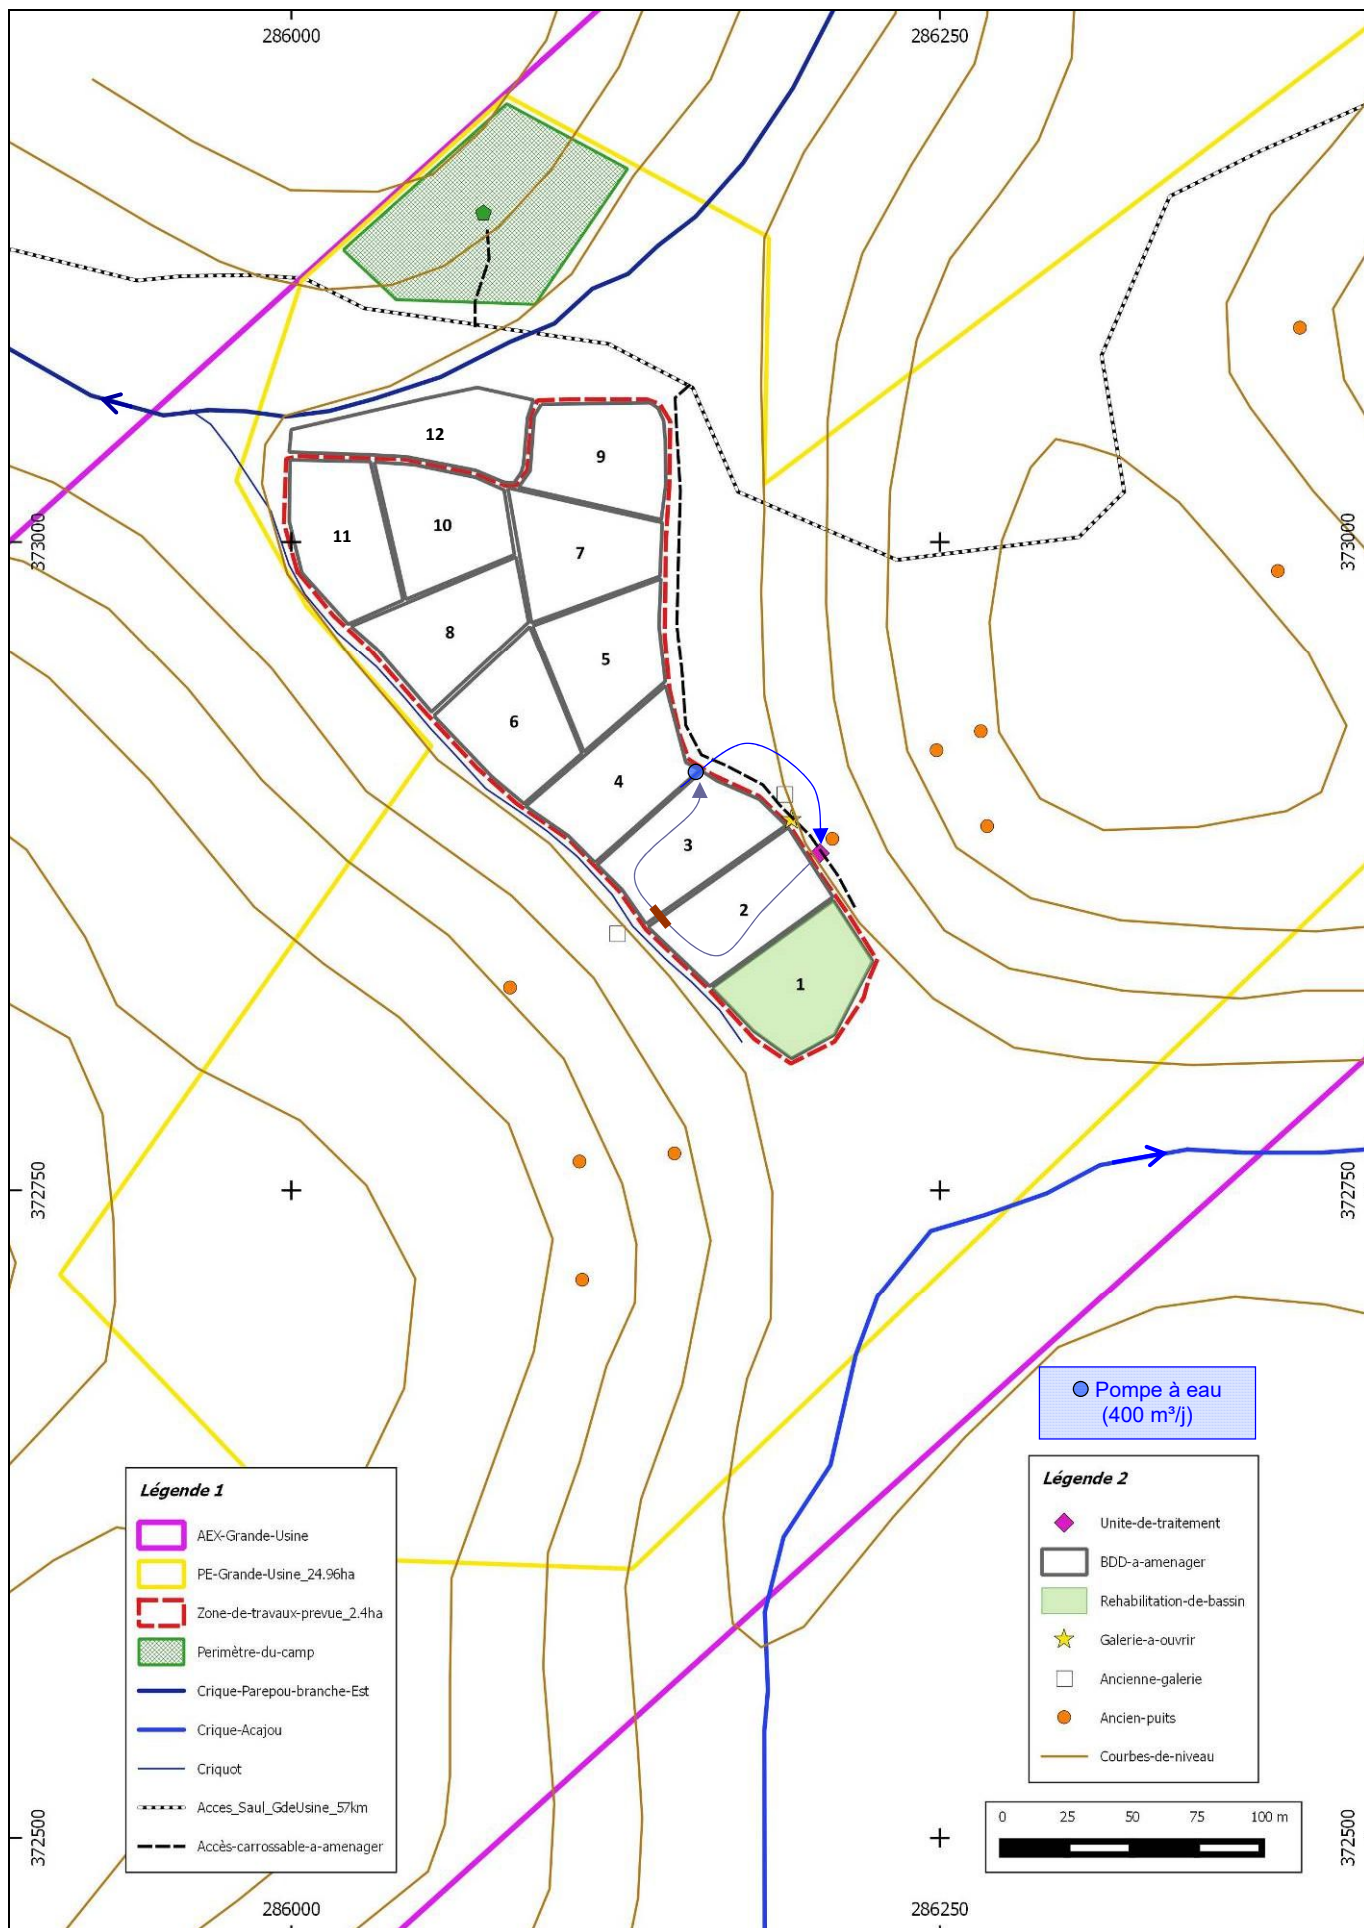 286000
286250
12
9
11
10
7
8
5
6
4
3
2
1
373000
373000
372750
372750
372500
372500
Pompe à eau
(400 m³/j)
Légende 1
AEX-Grande-Usine
PE-Grande-Usine_24.96ha
Zone-de-travaux-prevue_2.4ha
Perimètre-du-camp
Crique-Parepou-branche-Est
Crique-Acajou
Criquot
Acces_Saul_GdeUsine_57km
Accès-carrossable-a-amenager
Légende 2
Unite-de-traitement
BDD-a-amenager
Rehabilitation-de-bassin
Galerie-a-ouvrir
Ancienne-galerie
Ancien-puits
Courbes-de-niveau
0 25 50 75 100 m
286000
286250